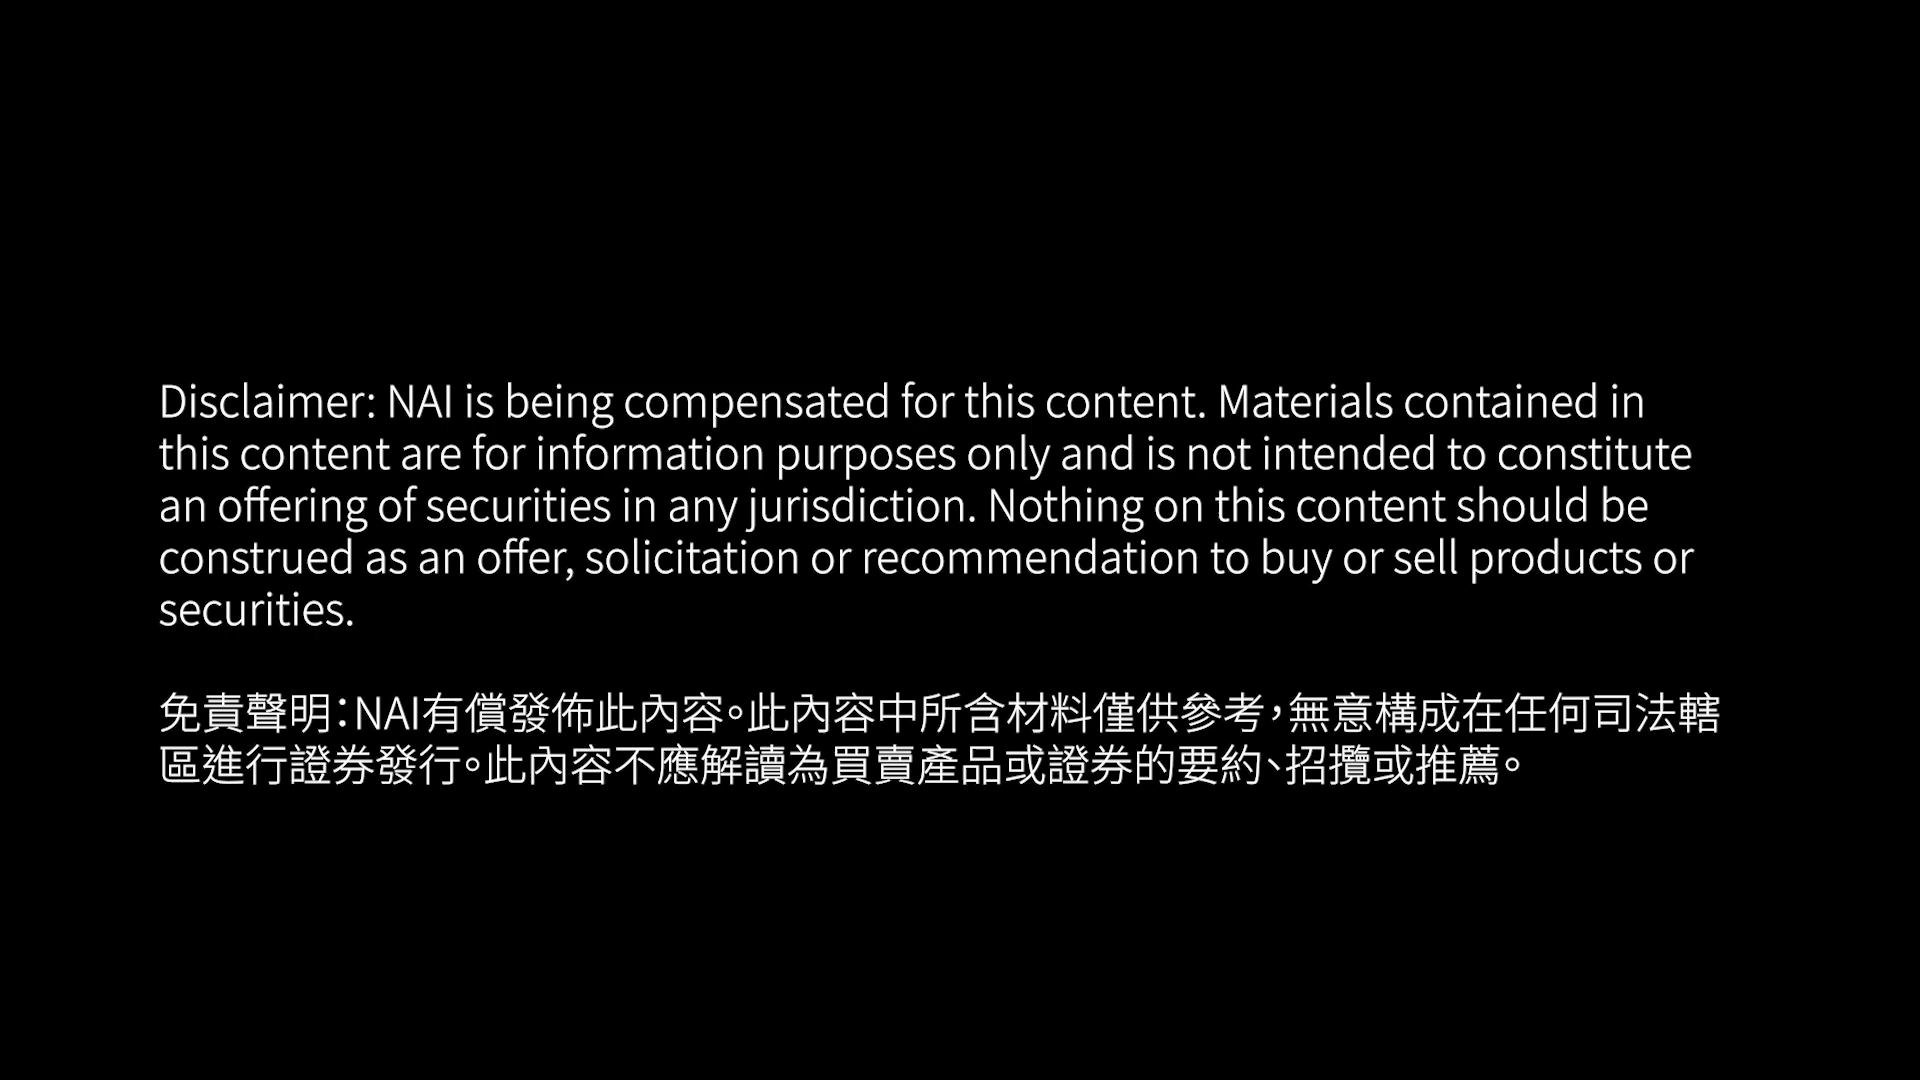 Disclaimer: NAI is being compensated for this content. Materials contained in
this content are for information purposes only and is not intended to constitute
an offering of securities in any jurisdiction. Nothing on this content should be
construed as an offer, solicitation or recommendation to buy or sell products or
securities.
免責聲明：NAI有償發佈此內容。此內容中所含材料僅供參考，無意構成在任何司法轄
區進行證券發行。此內容不應解讀為買賣產品或證券的要約、招攬或推薦。